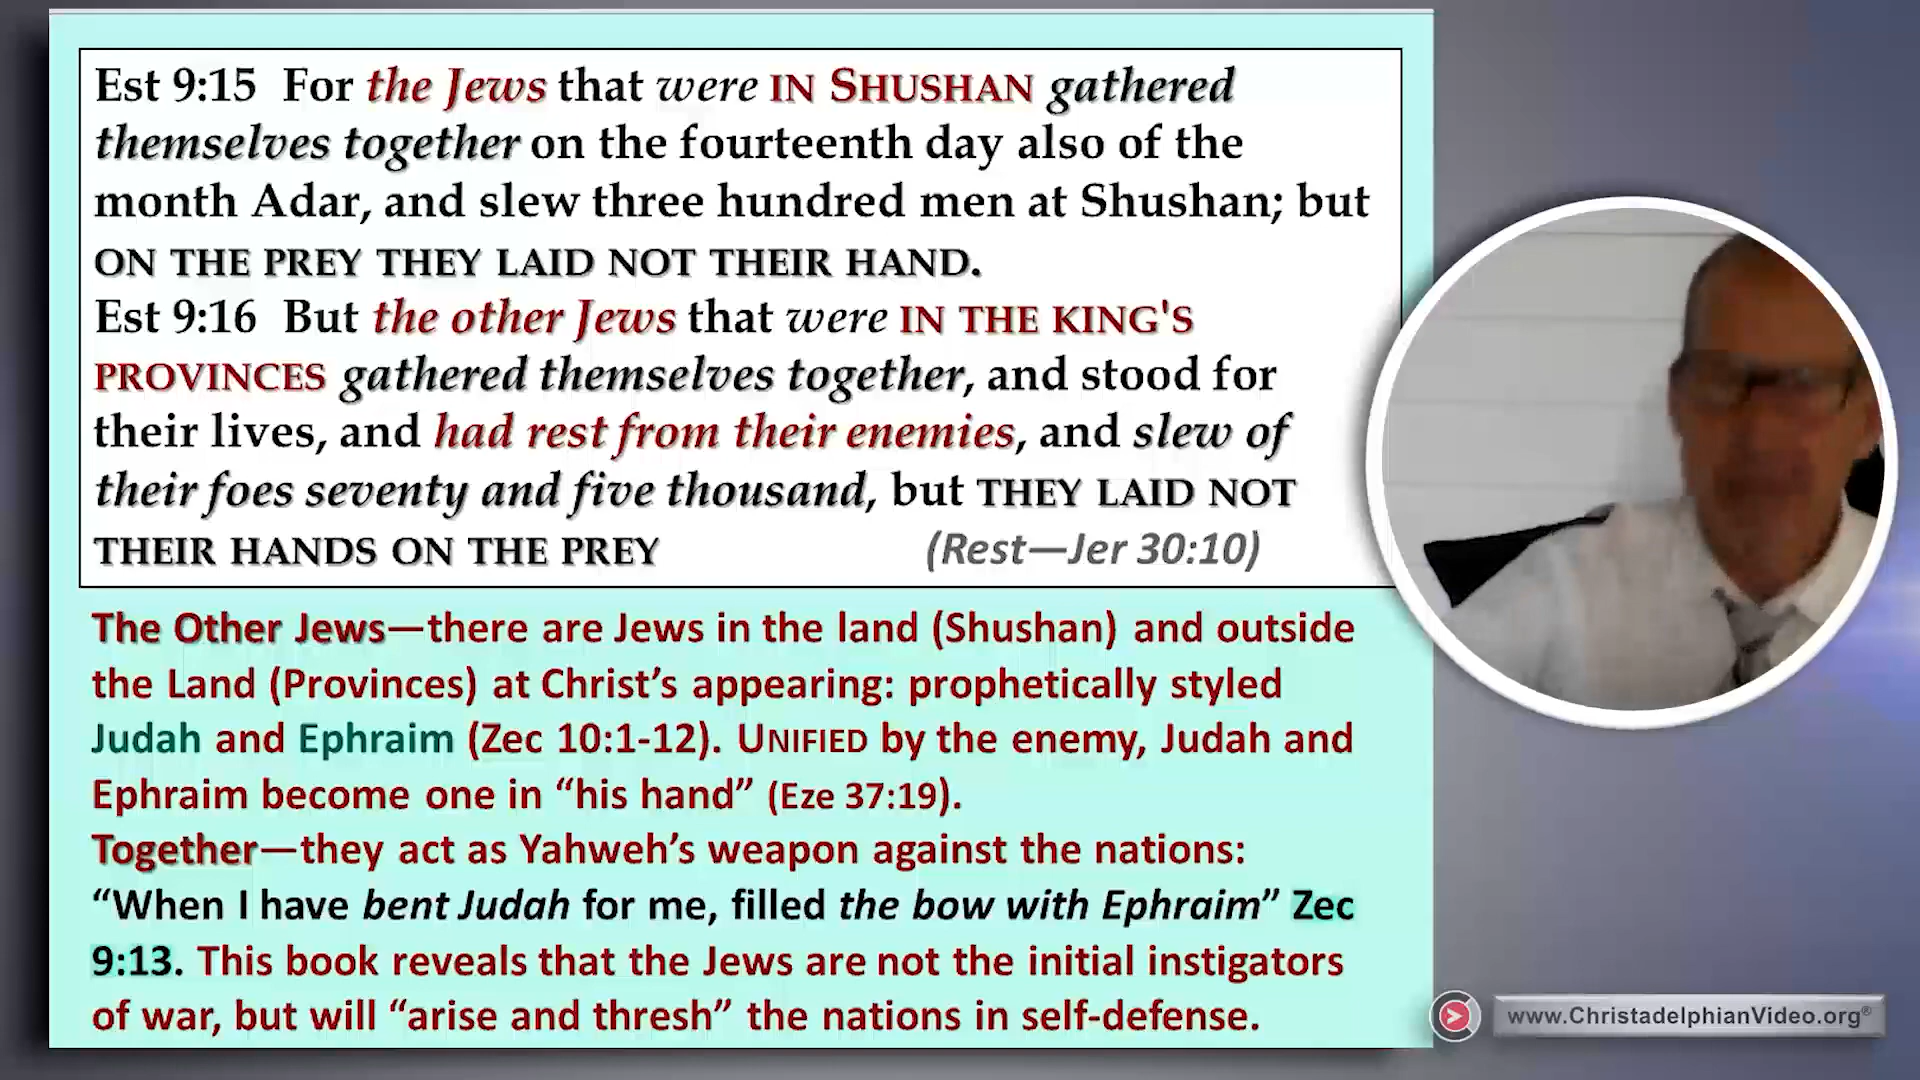 Est 9:15 For the Jews that were IN SHUSHAN gathered
themselves together on the fourteenth day also of the
month Adar, and slew three hundred men at Shushan; but
ON THE PREY THEY LAID NOT THEIR HAND.
Est 9:16 But the other Jews that were IN THE KING'S
PROVINCES gathered themselves together, and stood for
their lives, and had rest from their enemies, and slew of
their foes seventy and five thousand, but THEY LAID NOT
THEIR HANDS ON THE PREY (Rest—Jer 30:10)
The Other Jews—there are Jews in the land (Shushan) and outside
the Land (Provinces) at Christ’s appearing: prophetically styled
Judah and Ephraim (Zec 10:1-12). UNIFIED by the enemy, Judah and
Ephraim become one in “his hand” (Eze 37:19).
Together—they act as Yahweh’s weapon against the nations:
“When I have bent Judah for me, filled the bow with Ephraim” Zec
9:13. This book reveals that the Jews are not the initial instigators
of war, but will “arise and thresh” the nations in self-defense.
www.ChristadelphianVideo.org®